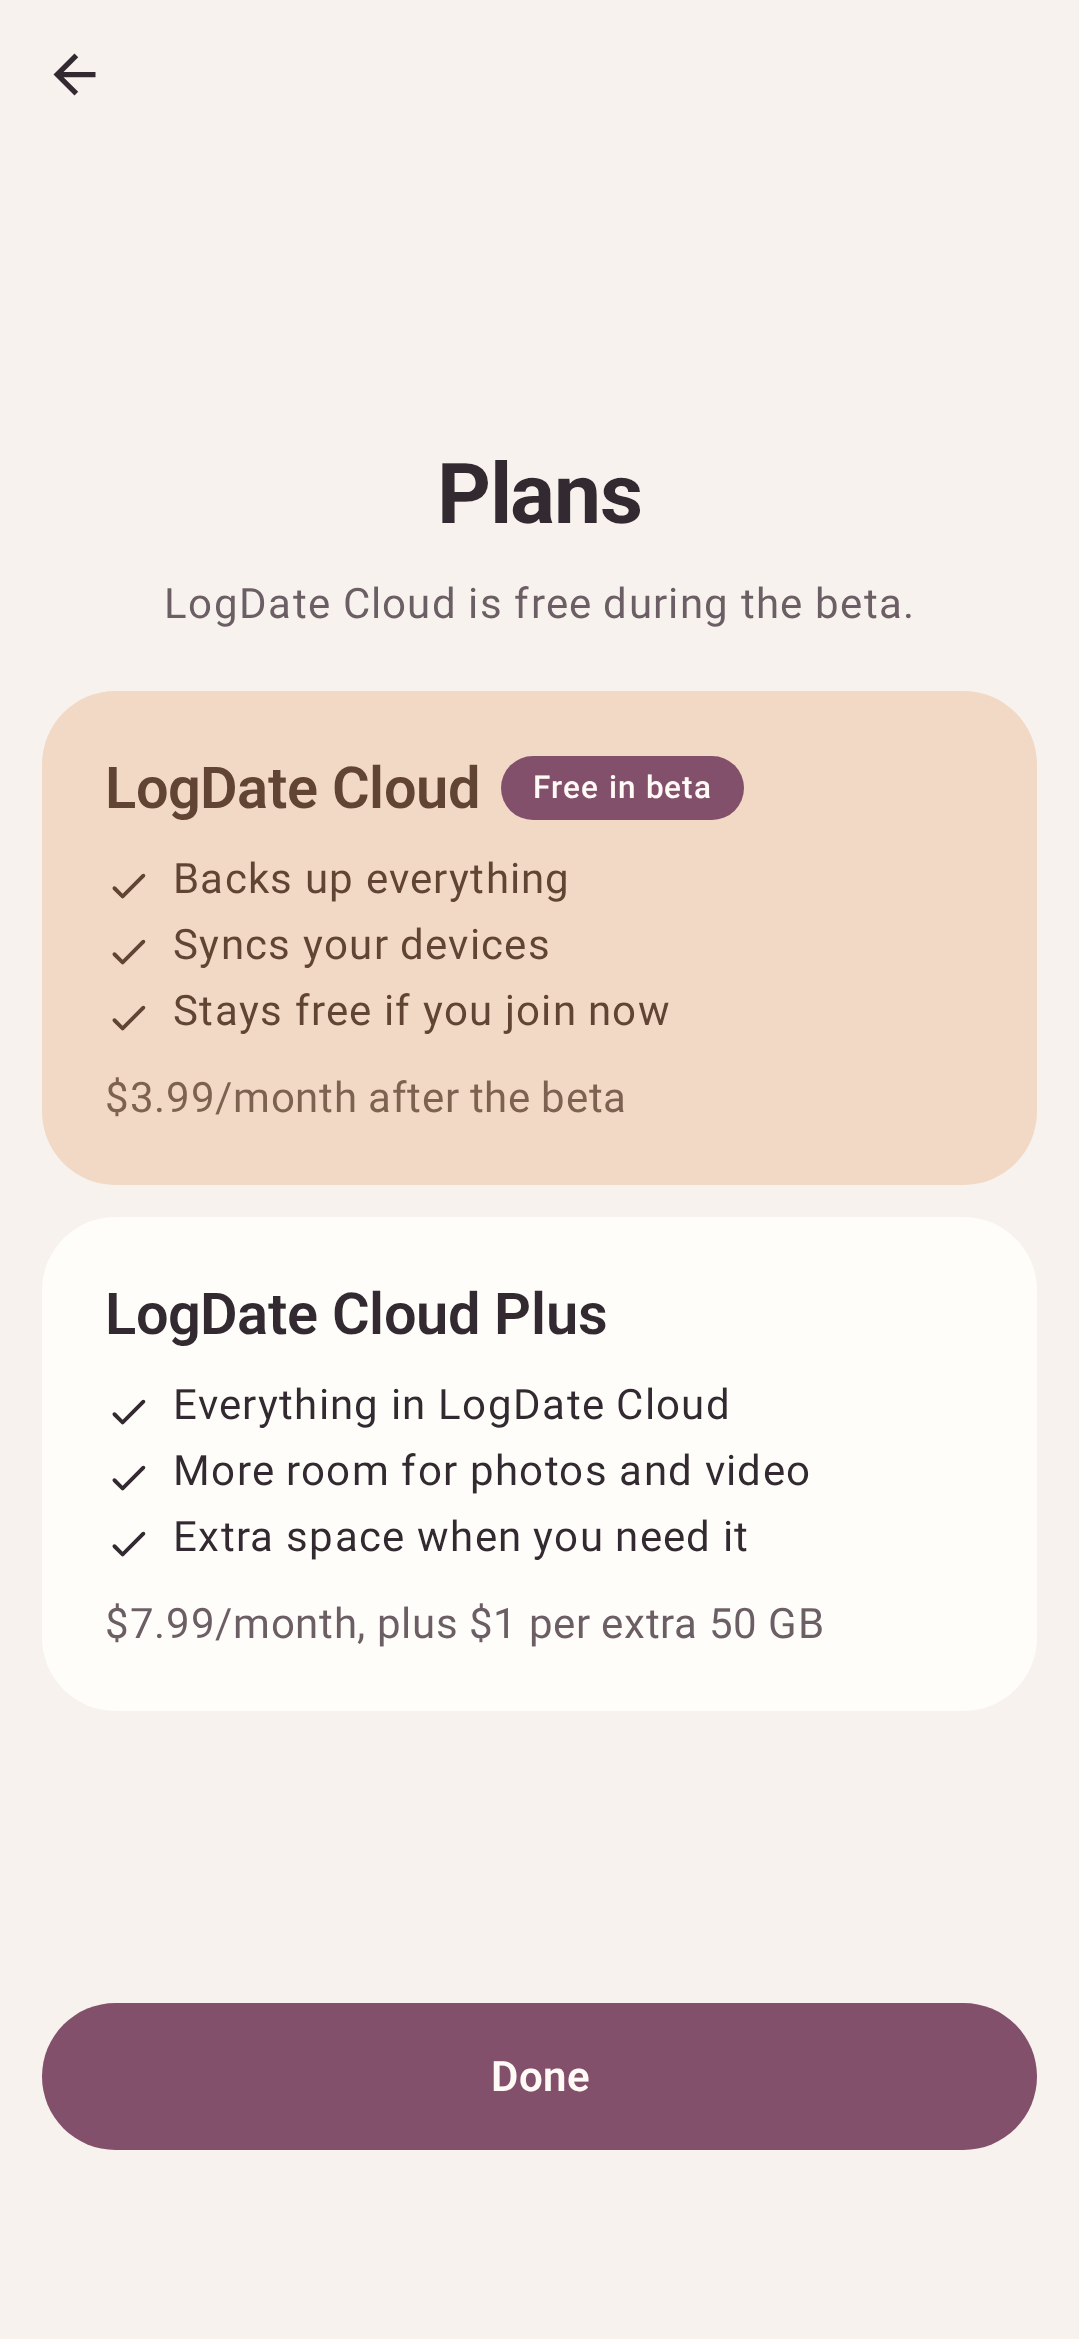 Plans
LogDate Cloud is free during the beta.
LogDate Cloud
Free in beta
Backs up everything
Syncs your devices
Stays free if you join now
$3.99/month after the beta
LogDate Cloud Plus
Everything in LogDate Cloud
More room for photos and video
Extra space when you need it
$7.99/month, plus $1 per extra 50 GB
Done